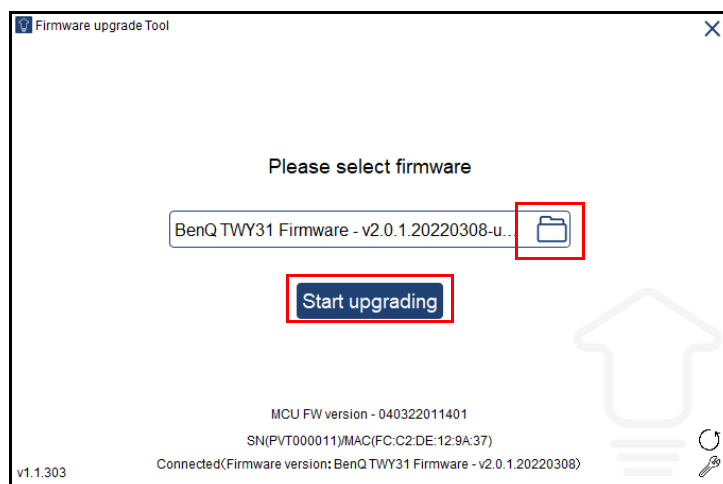 Firmware upgrade Tool
Please select firmware
BenQ TWY31 Firmware - v2.0.1.20220308-u...
Start upgrading
MCU FW version - 040322011401
SN(PVT000011)/MAC(FC:C2:DE:12:9A:37)
Connected(Firmware version: BenQ TWY31 Firmware - v2.0.1.20220308)
v1.1.303